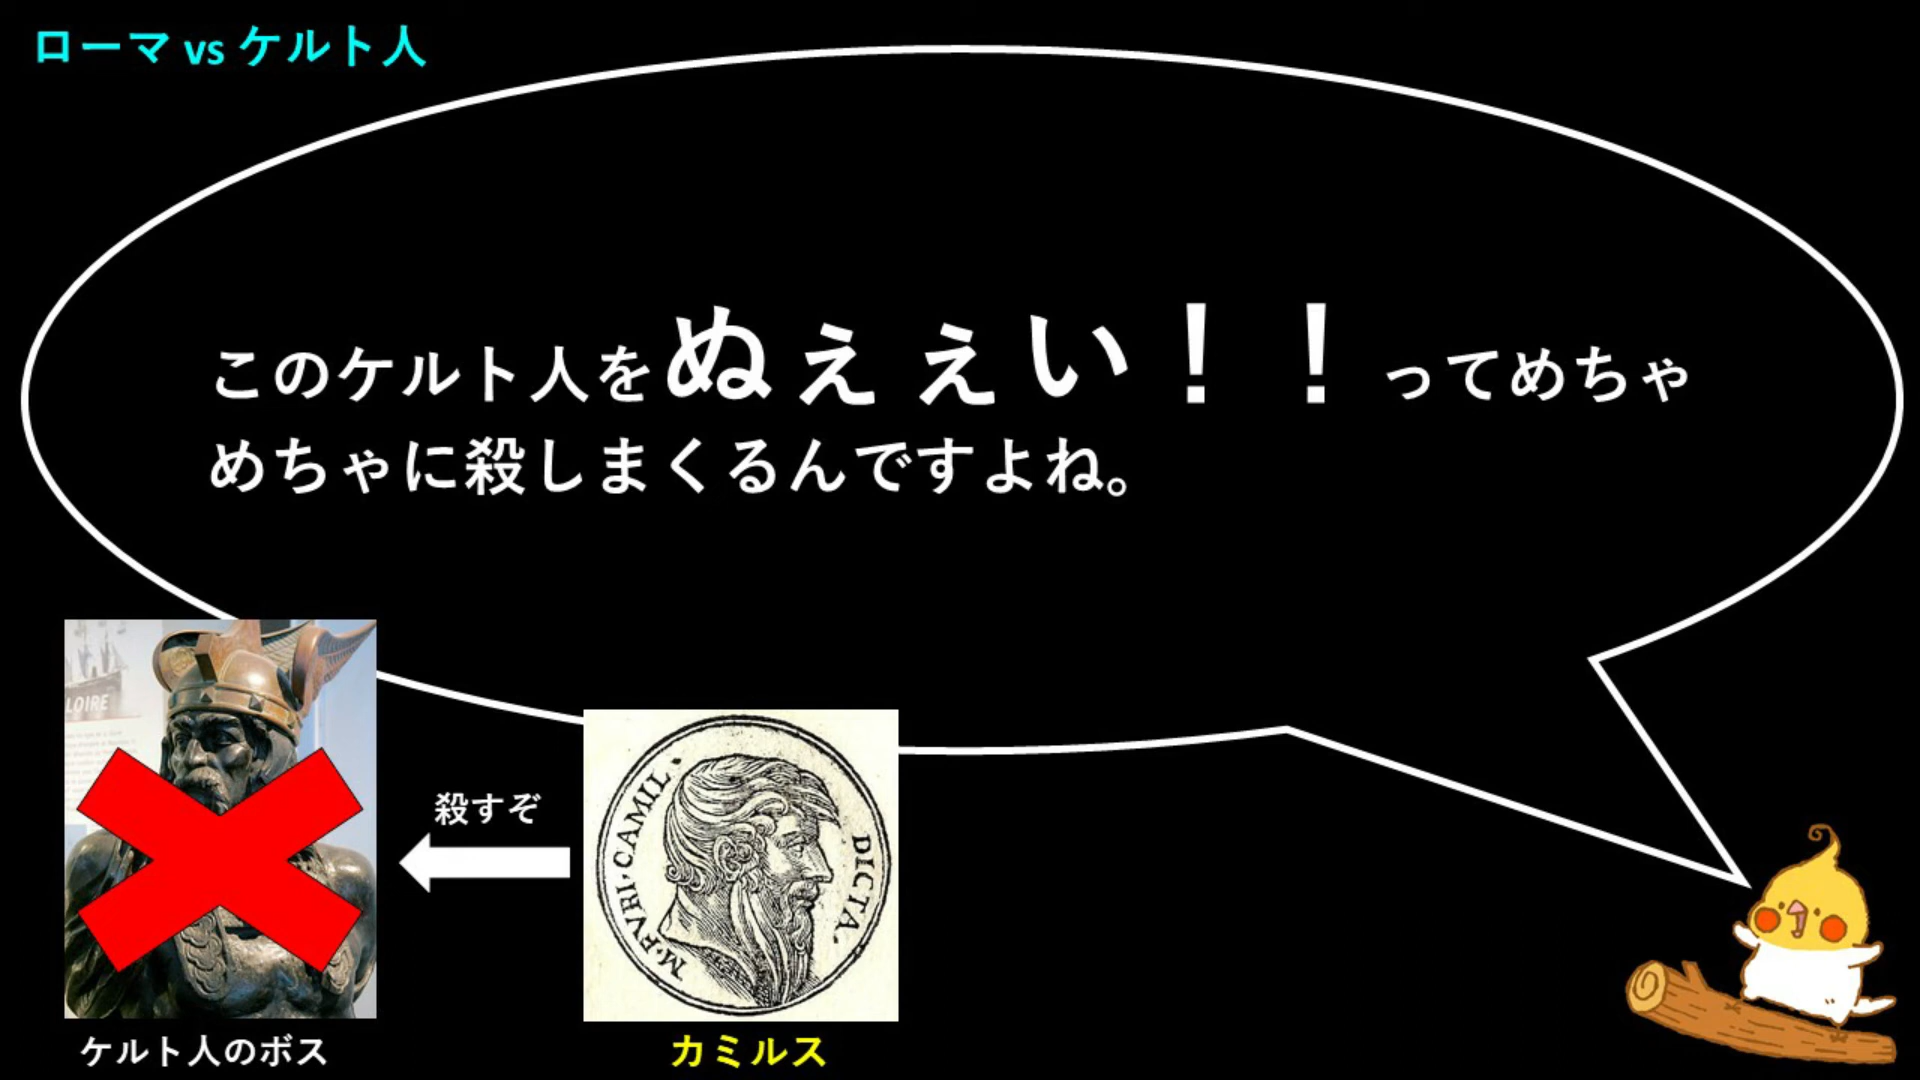 ローマ vs ケルト人
このケルト人をぬぇぇい！！ってめちゃ
めちゃに殺しまくるんですよね。
LOIRE
殺すぞ
M·FVRI·CAMIL·
DICTA.
ケルト人のボス
カミルス